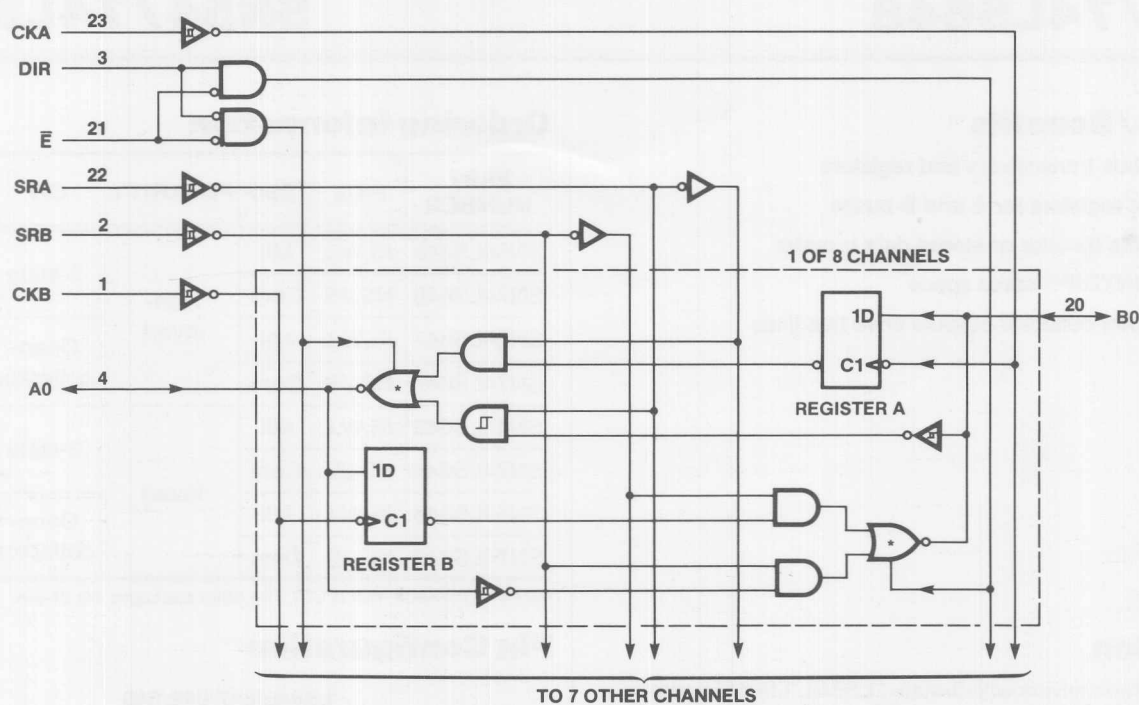 CKA 23
DIR 3
E̅ 21
SRA 22
SRB 2
1 OF 8 CHANNELS
CKB 1
1D
20 B0
C1
A0 4
REGISTER A
*
1D
C1
*
REGISTER B
TO 7 OTHER CHANNELS